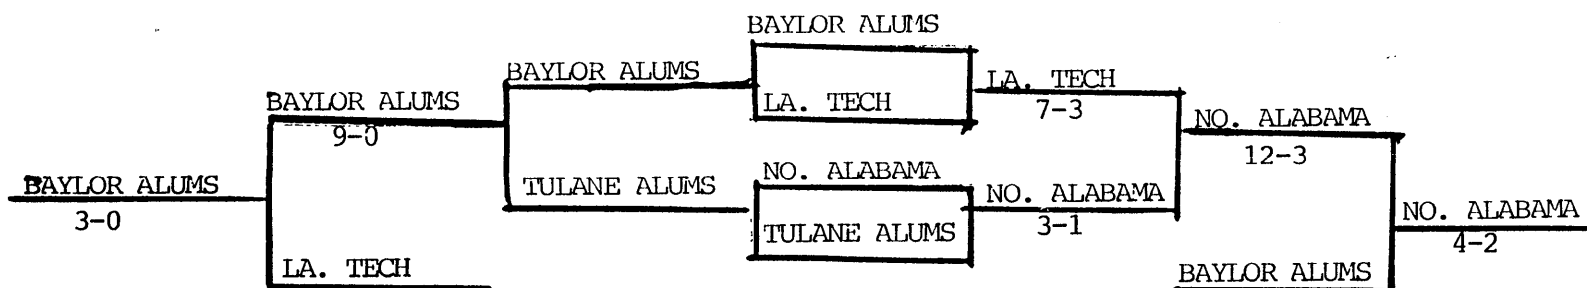 BAYLOR ALUMS
BAYLOR ALUMS
LA. TECH
BAYLOR ALUMS
LA. TECH
7-3
9-0
NO. ALABAMA
12-3
BAYLOR ALUMS
3-0
TULANE ALUMS
NO. ALABAMA
TULANE ALUMS
NO. ALABAMA
3-1
NO. ALABAMA
4-2
LA. TECH
BAYLOR ALUMS